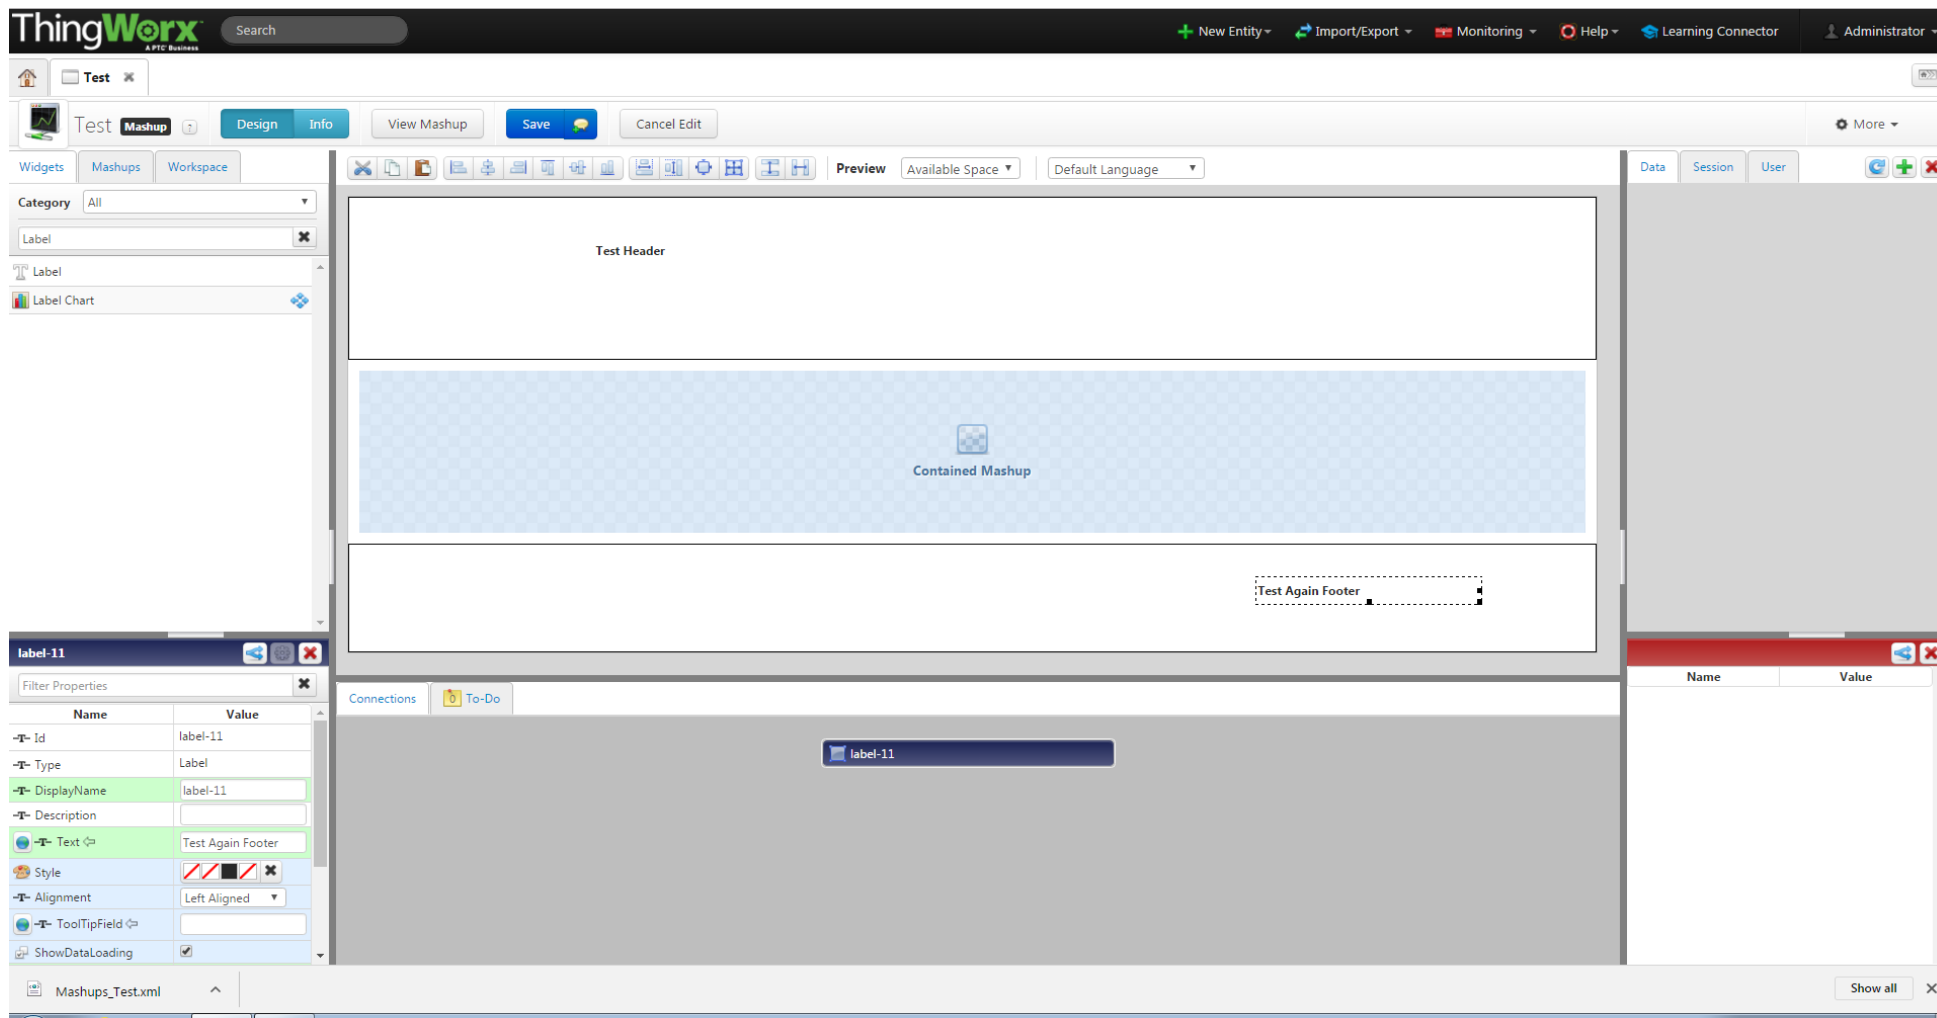 ThingWorx
A PTC Business
Search
New Entity
Import/Export
Monitoring
Help
Learning Connector
Administrator
Test
Test Mashup ?
Design Info
View Mashup
Save
Cancel Edit
More
Widgets Mashups Workspace
Preview Available Space
Default Language
Data Session User
Category All
Label
Label
Label Chart
Test Header
Contained Mashup
Test Again Footer
label-11
Filter Properties
Name Value
Id label-11
Type Label
DisplayName label-11
Description
Text Test Again Footer
Style
Alignment Left Aligned
ToolTipField
ShowDataLoading
Connections 0 To-Do
label-11
Name Value
Mashups_Test.xml
Show all